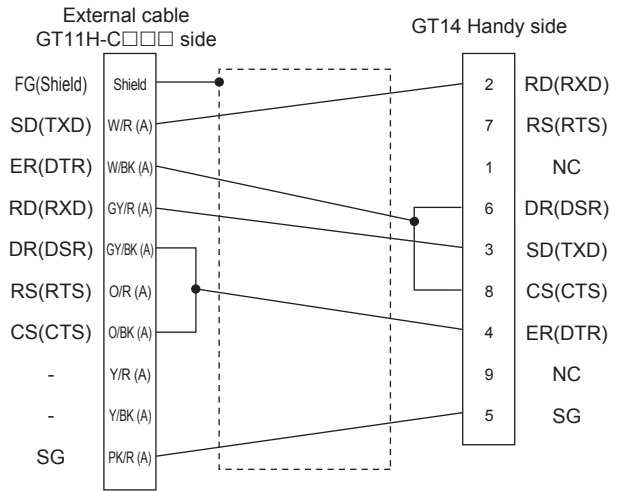 External cable
GT11H-C□□□ side
GT14 Handy side
FG(Shield) Shield
2 RD(RXD)
SD(TXD) W/R (A)
7 RS(RTS)
ER(DTR) W/BK (A)
1 NC
RD(RXD) GY/R (A)
6 DR(DSR)
DR(DSR) GY/BK (A)
3 SD(TXD)
RS(RTS) O/R (A)
8 CS(CTS)
CS(CTS) O/BK (A)
4 ER(DTR)
- Y/R (A)
9 NC
- Y/BK (A)
5 SG
SG PK/R (A)